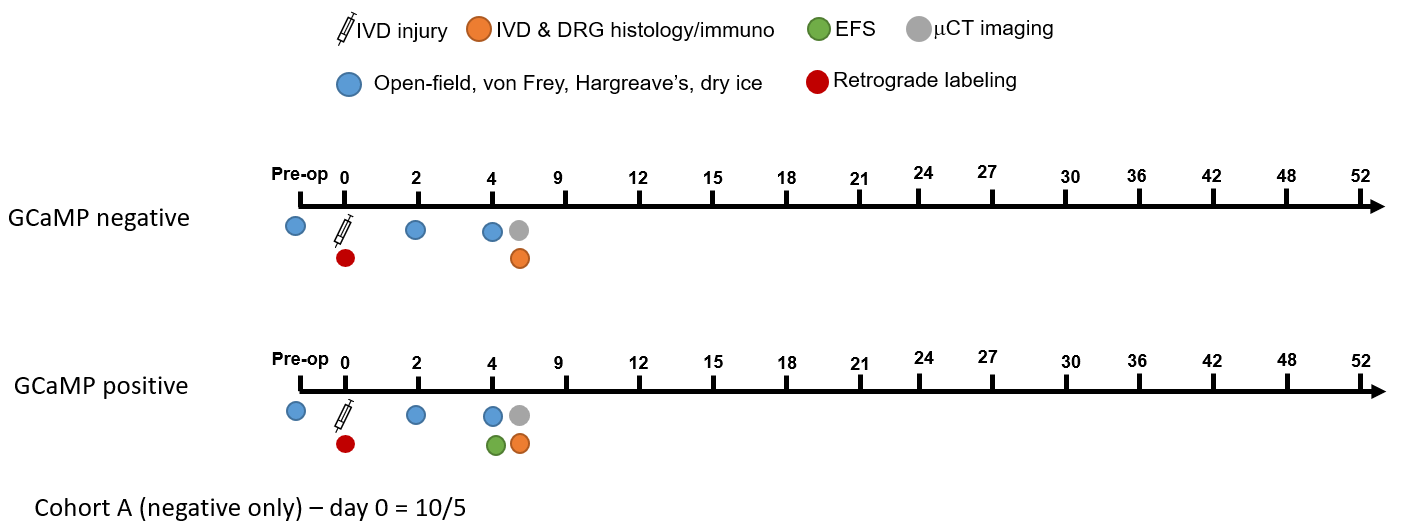 IVD injury IVD & DRG histology/immuno EFS μCT imaging
Open-field, von Frey, Hargreave's, dry ice Retrograde labeling
Pre-op 0 2 4 9 12 15 18 21 24 27 30 36 42 48 52
GCaMP negative
Pre-op 0 2 4 9 12 15 18 21 24 27 30 36 42 48 52
GCaMP positive
Cohort A (negative only) – day 0 = 10/5